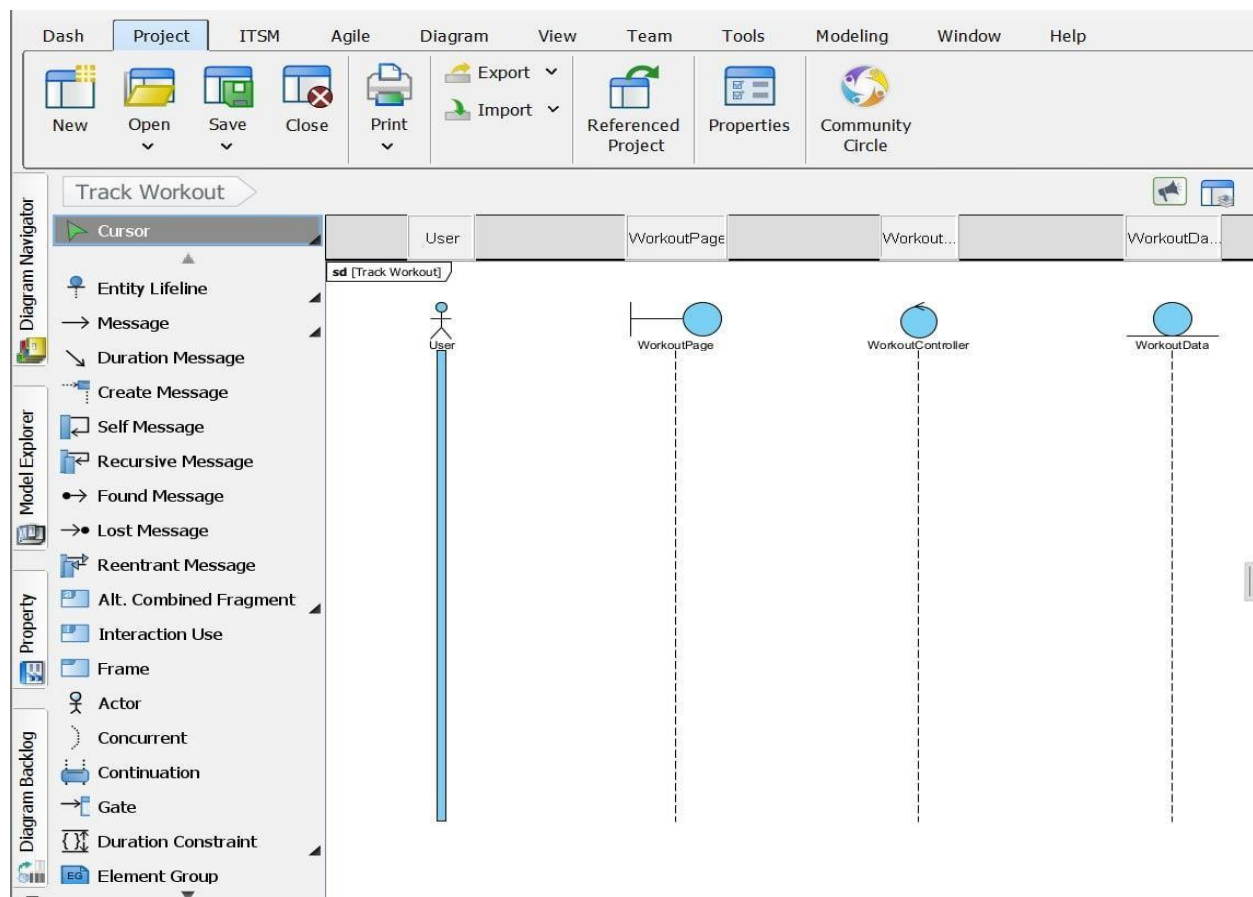 Dash Project ITSM Agile Diagram View Team Tools Modeling Window Help
New Open Save Close Print Export Import Referenced Project Properties Community Circle
Track Workout
Diagram Navigator
Model Explorer
Property
Diagram Backlog
Cursor
Entity Lifeline
Message
Duration Message
Create Message
Self Message
Recursive Message
Found Message
Lost Message
Reentrant Message
Alt. Combined Fragment
Interaction Use
Frame
Actor
Concurrent
Continuation
Gate
Duration Constraint
EG Element Group
User WorkoutPage Workout... WorkoutDa...
sd [Track Workout]
User WorkoutPage WorkoutController WorkoutData